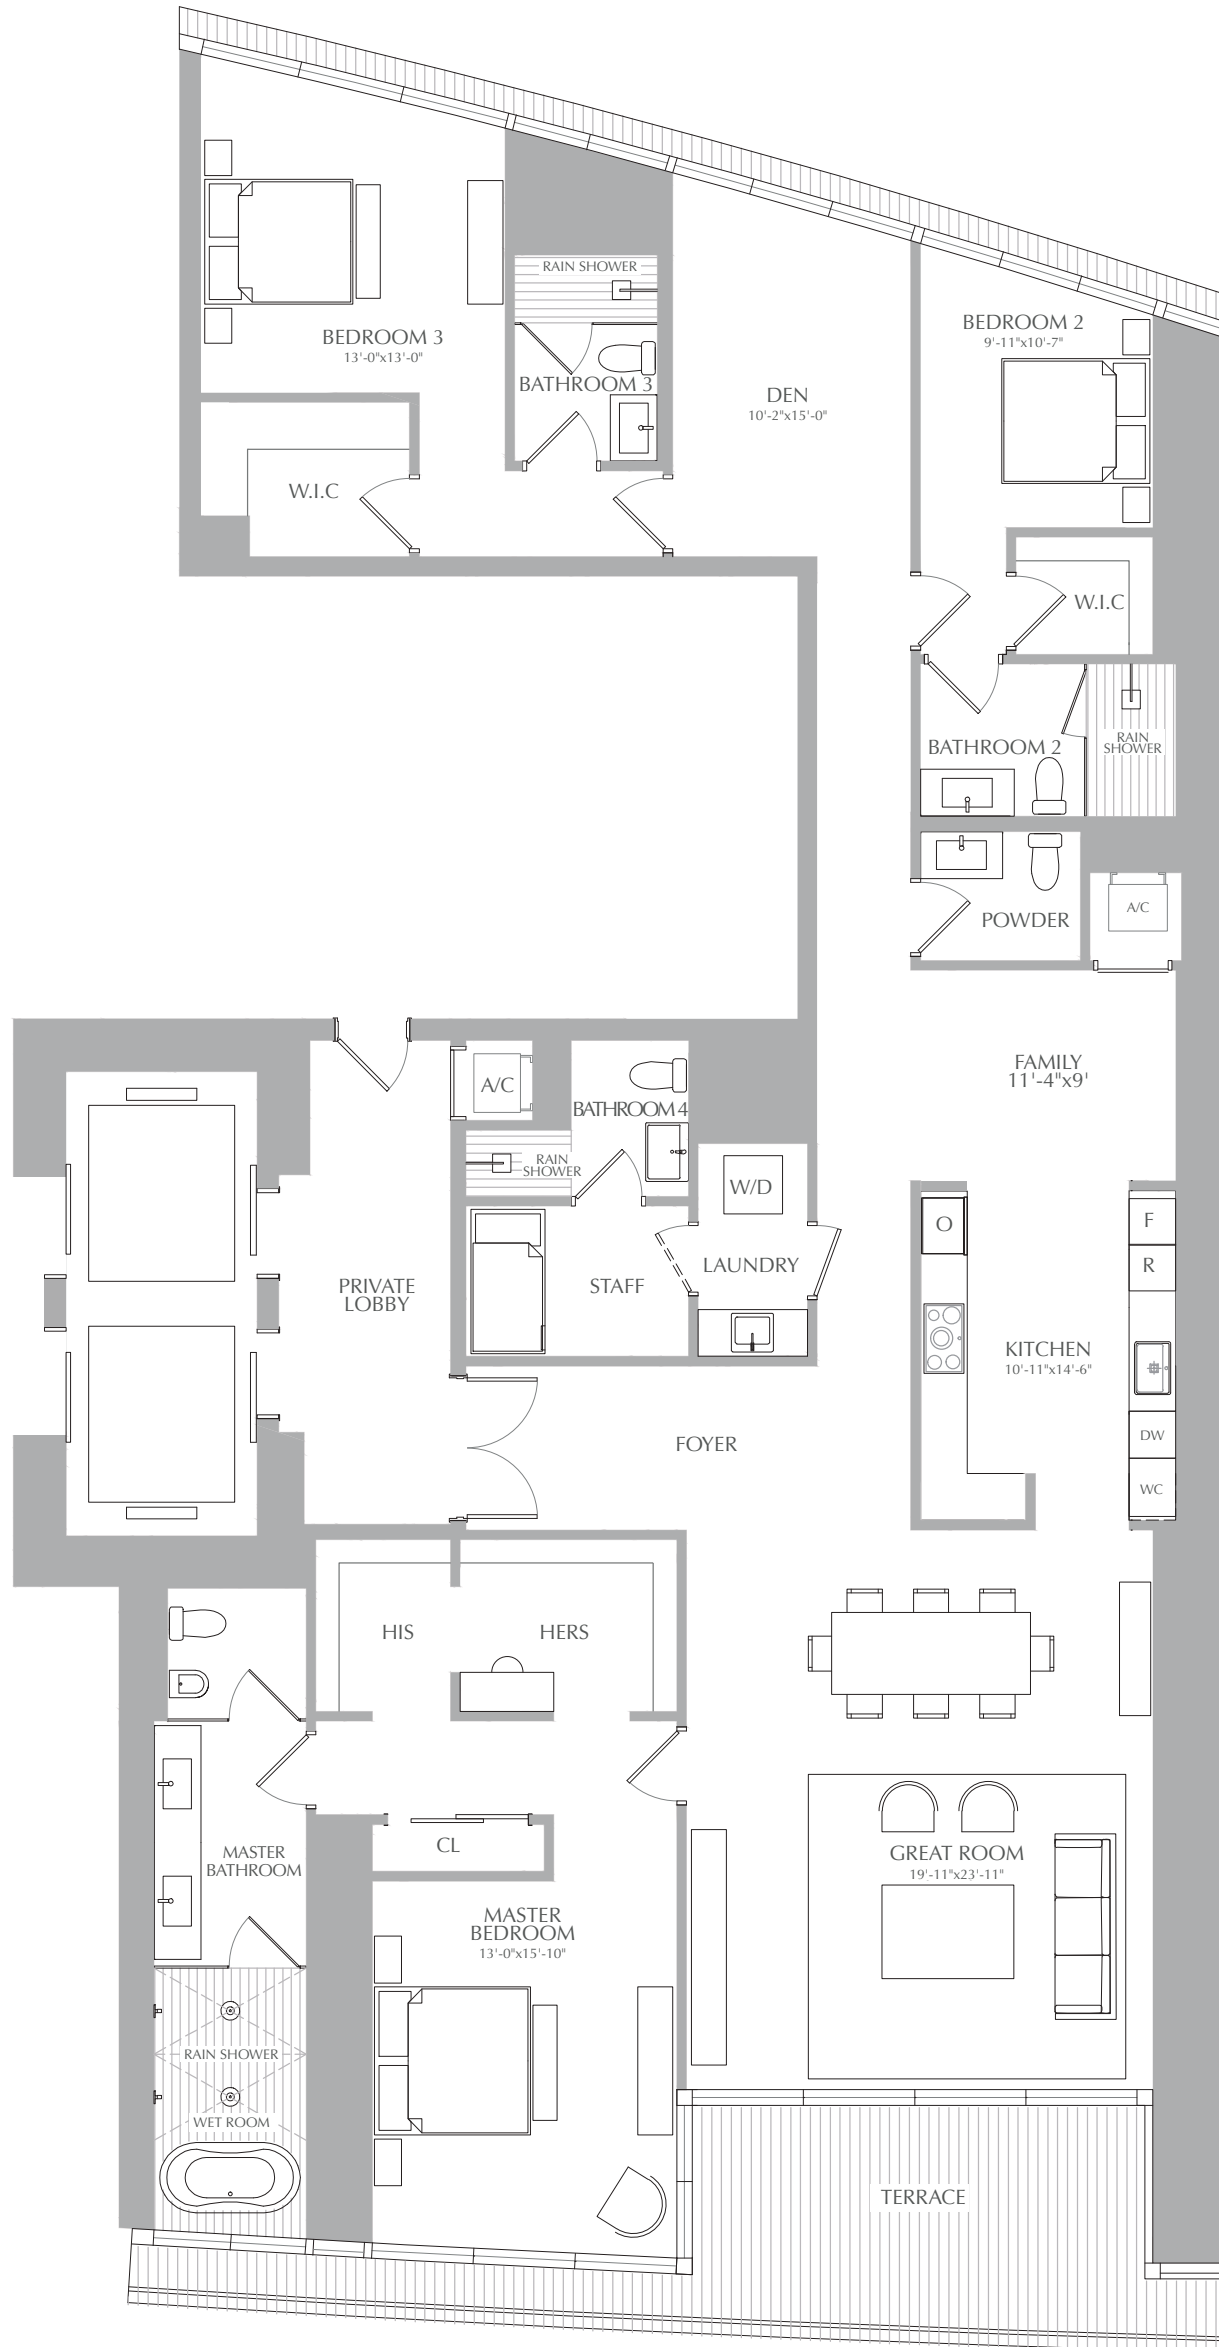 RAIN SHOWER
BEDROOM 3
13'-0"x13'-0"
BATHROOM 3
W.I.C
DEN
10'-2"x15'-0"
BEDROOM 2
9'-11"x10'-7"
W.I.C
BATHROOM 2
RAIN
SHOWER
POWDER
A/C
FAMILY
11'-4"x9'
A/C
BATHROOM 4
RAIN
SHOWER
W/D
LAUNDRY
STAFF
PRIVATE
LOBBY
O
F
R
KITCHEN
10'-11"x14'-6"
DW
WC
FOYER
HIS
HERS
CL
MASTER
BATHROOM
GREAT ROOM
19'-11"x23'-11"
MASTER
BEDROOM
13'-0"x15'-10"
RAIN SHOWER
WET ROOM
TERRACE